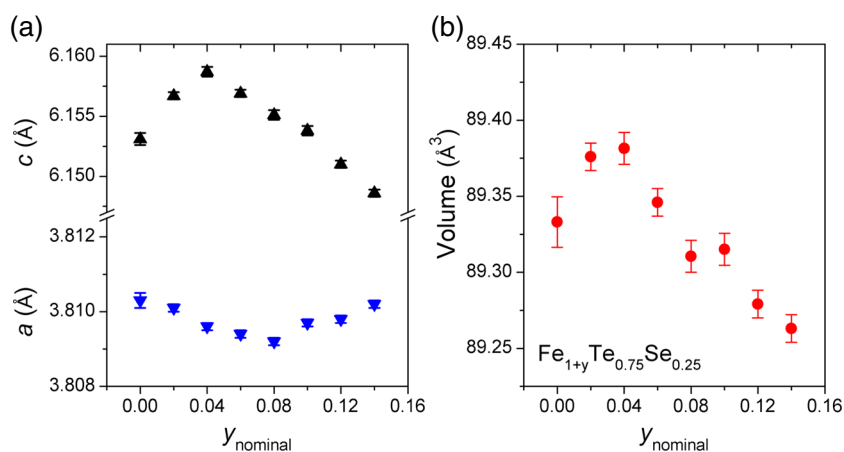 (a)
6.160
6.155
6.150
c (Å)
3.812
3.810
3.808
a (Å)
0.00 0.04 0.08 0.12 0.16
y nominal
(b)
89.45
89.40
89.35
89.30
89.25
Volume (Å³)
Fe₁₊yTe₀.₇₅Se₀.₂₅
0.00 0.04 0.08 0.12 0.16
y nominal